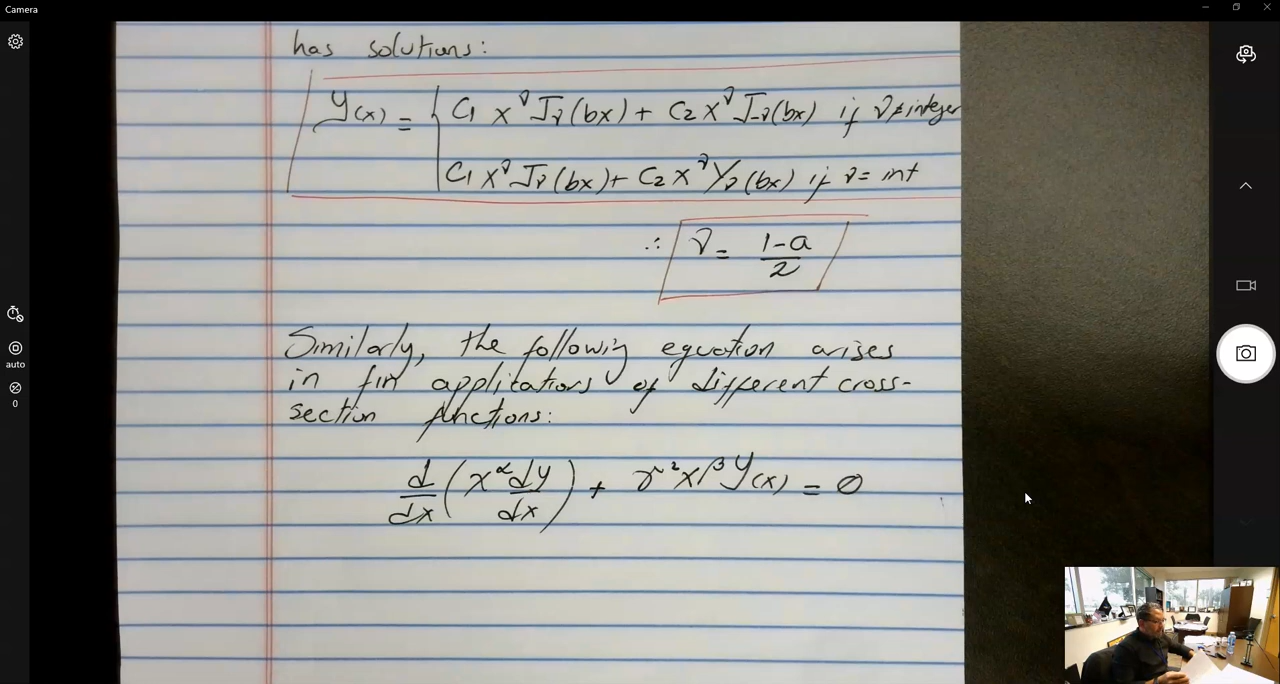 Camera
has solutions:
y(x) = { C1 x^ν Jν(bx) + C2 x^ν J-ν(bx) if ν ≠ integer
C1 x^ν Jν(bx) + C2 x^ν Yν(bx) if ν = int
∴ ν = (1-a)/2
Similarly, the following equation arises
in fin applications of different cross-
section functions:
d/dx (x^α dy/dx) + γ²x^β y(x) = 0
auto
0